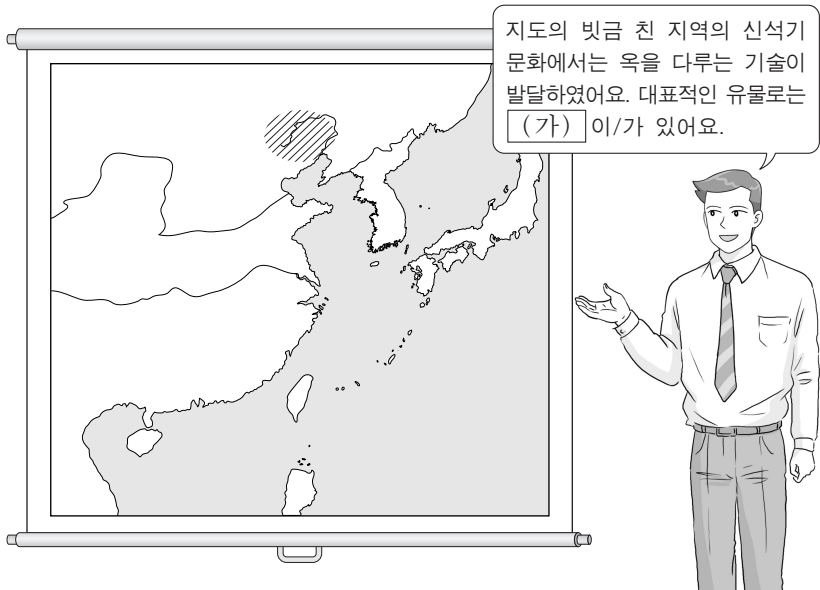 지도의 빗금 친 지역의 신석기
문화에서는 옥을 다루는 기술이
발달하였어요. 대표적인 유물로는
(가) 이/가 있어요.